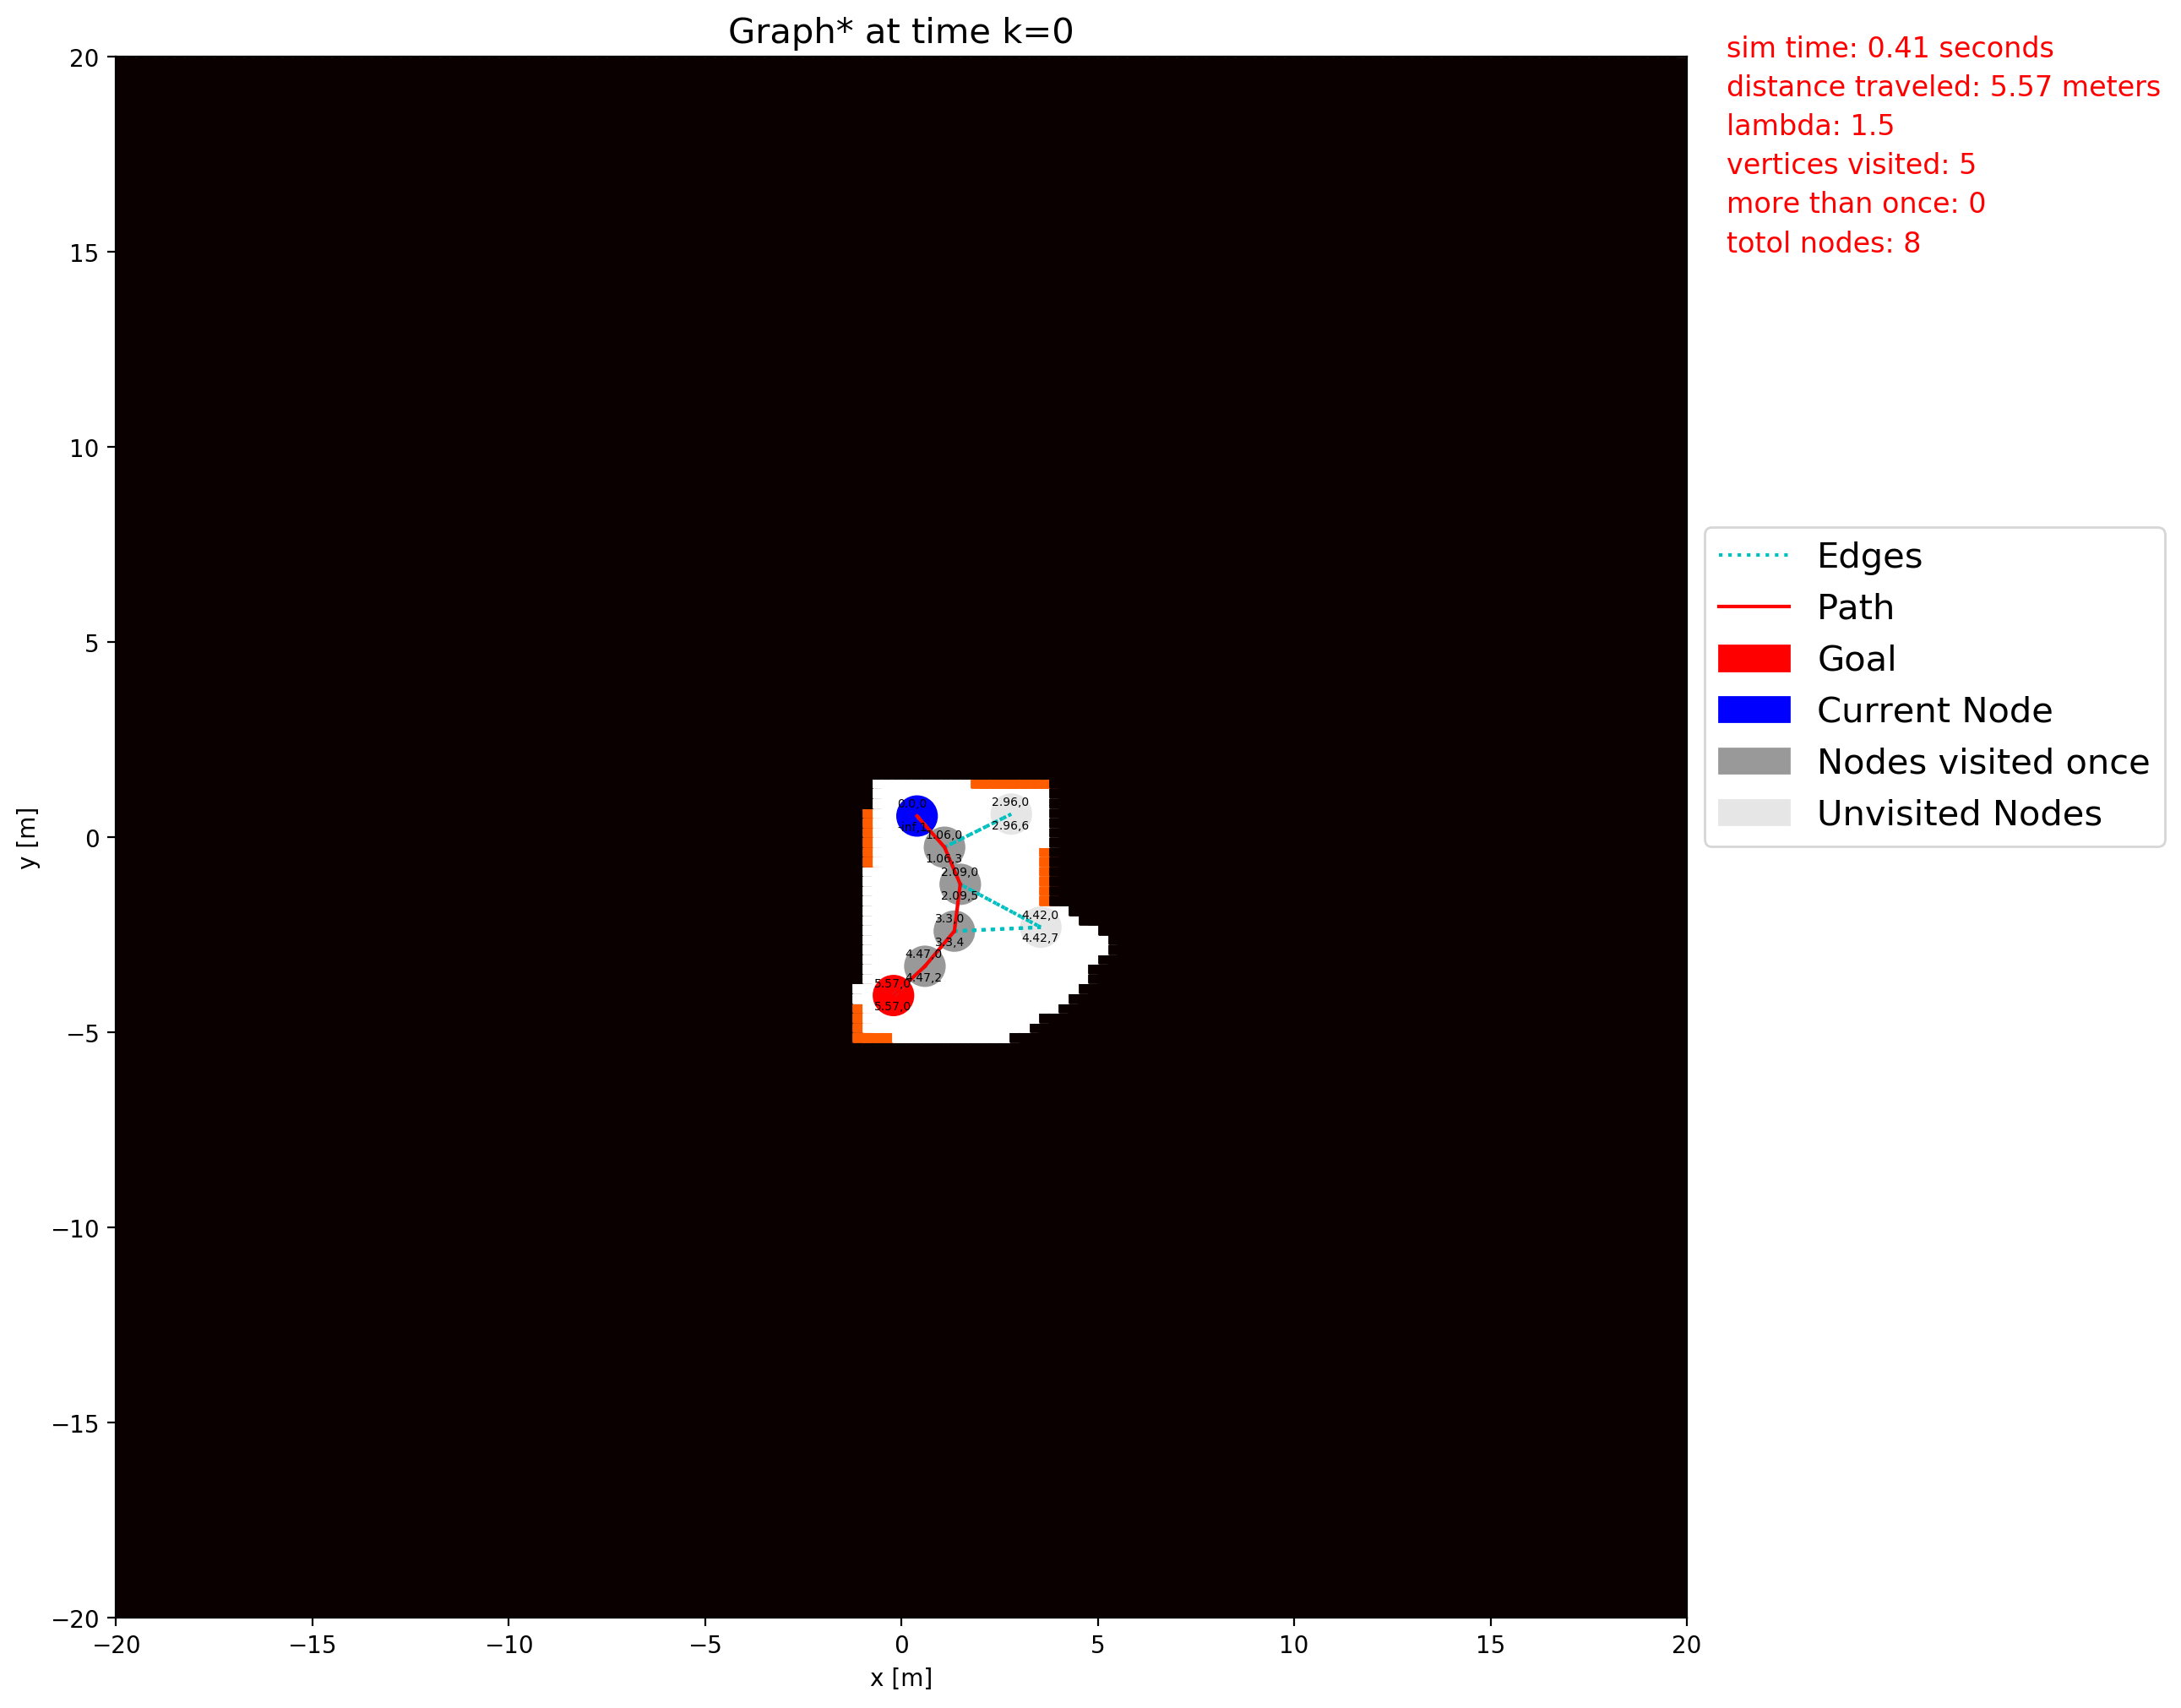 Graph* at time k=0
sim time: 0.41 seconds
distance traveled: 5.57 meters
lambda: 1.5
vertices visited: 5
more than once: 0
totol nodes: 8
20
15
10
5
0
−5
−10
−15
−20
y [m]
0.0,0
2.96,0
2.96,6
1.06,0
1.06,3
2.09,0
2.09,5
4.42,0
4.42,7
3.3,0
3.3,4
4.47,0
4.47,2
5.57,0
5.57,0
Edges
Path
Goal
Current Node
Nodes visited once
Unvisited Nodes
−20
−15
−10
−5
0
5
10
15
20
x [m]